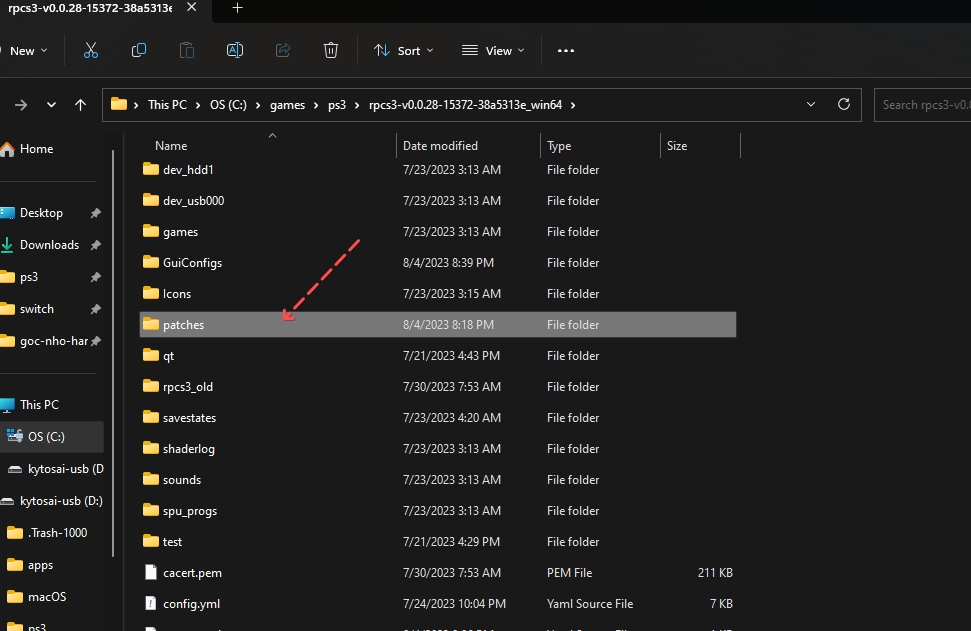 rpcs3-v0.0.28-15372-38a5313e
New
Sort
View
This PC > OS (C:) > games > ps3 > rpcs3-v0.0.28-15372-38a5313e_win64 >
Search rpcs3-v0.0
Name Date modified Type Size
Home
Desktop
Downloads
ps3
switch
goc-nho-har
This PC
OS (C:)
kytosai-usb (D
kytosai-usb (D:)
.Trash-1000
apps
macOS
ps3
dev_hdd1 7/23/2023 3:13 AM File folder
dev_usb000 7/23/2023 3:13 AM File folder
games 7/23/2023 3:13 AM File folder
GuiConfigs 8/4/2023 8:39 PM File folder
Icons 7/23/2023 3:15 AM File folder
patches 8/4/2023 8:18 PM File folder
qt 7/21/2023 4:43 PM File folder
rpcs3_old 7/30/2023 7:53 AM File folder
savestates 7/23/2023 4:20 AM File folder
shaderlog 7/23/2023 3:13 AM File folder
sounds 7/23/2023 3:13 AM File folder
spu_progs 7/23/2023 3:13 AM File folder
test 7/21/2023 4:29 PM File folder
cacert.pem 7/30/2023 7:53 AM PEM File 211 KB
config.yml 7/24/2023 10:04 PM Yaml Source File 7 KB